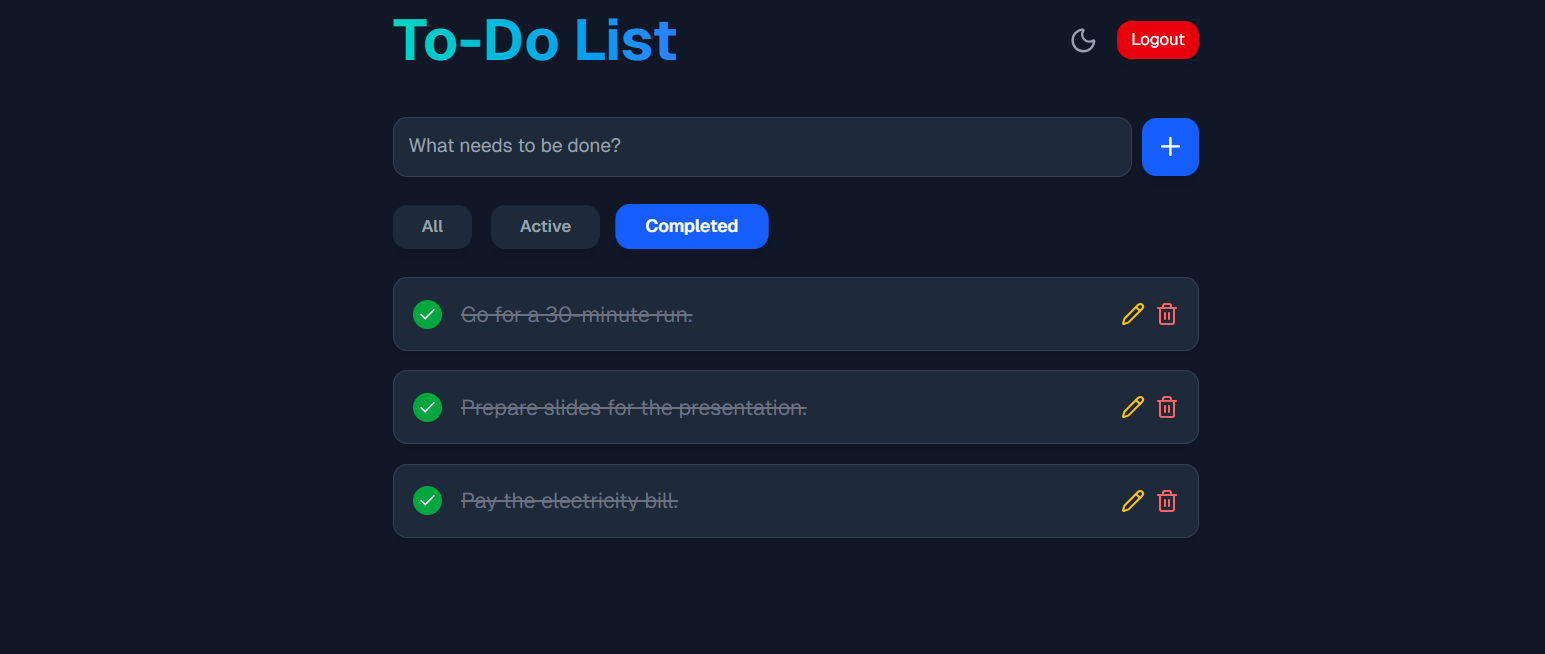 To-Do List
Logout
What needs to be done?
All
Active
Completed
Go for a 30-minute run.
Prepare slides for the presentation.
Pay the electricity bill.